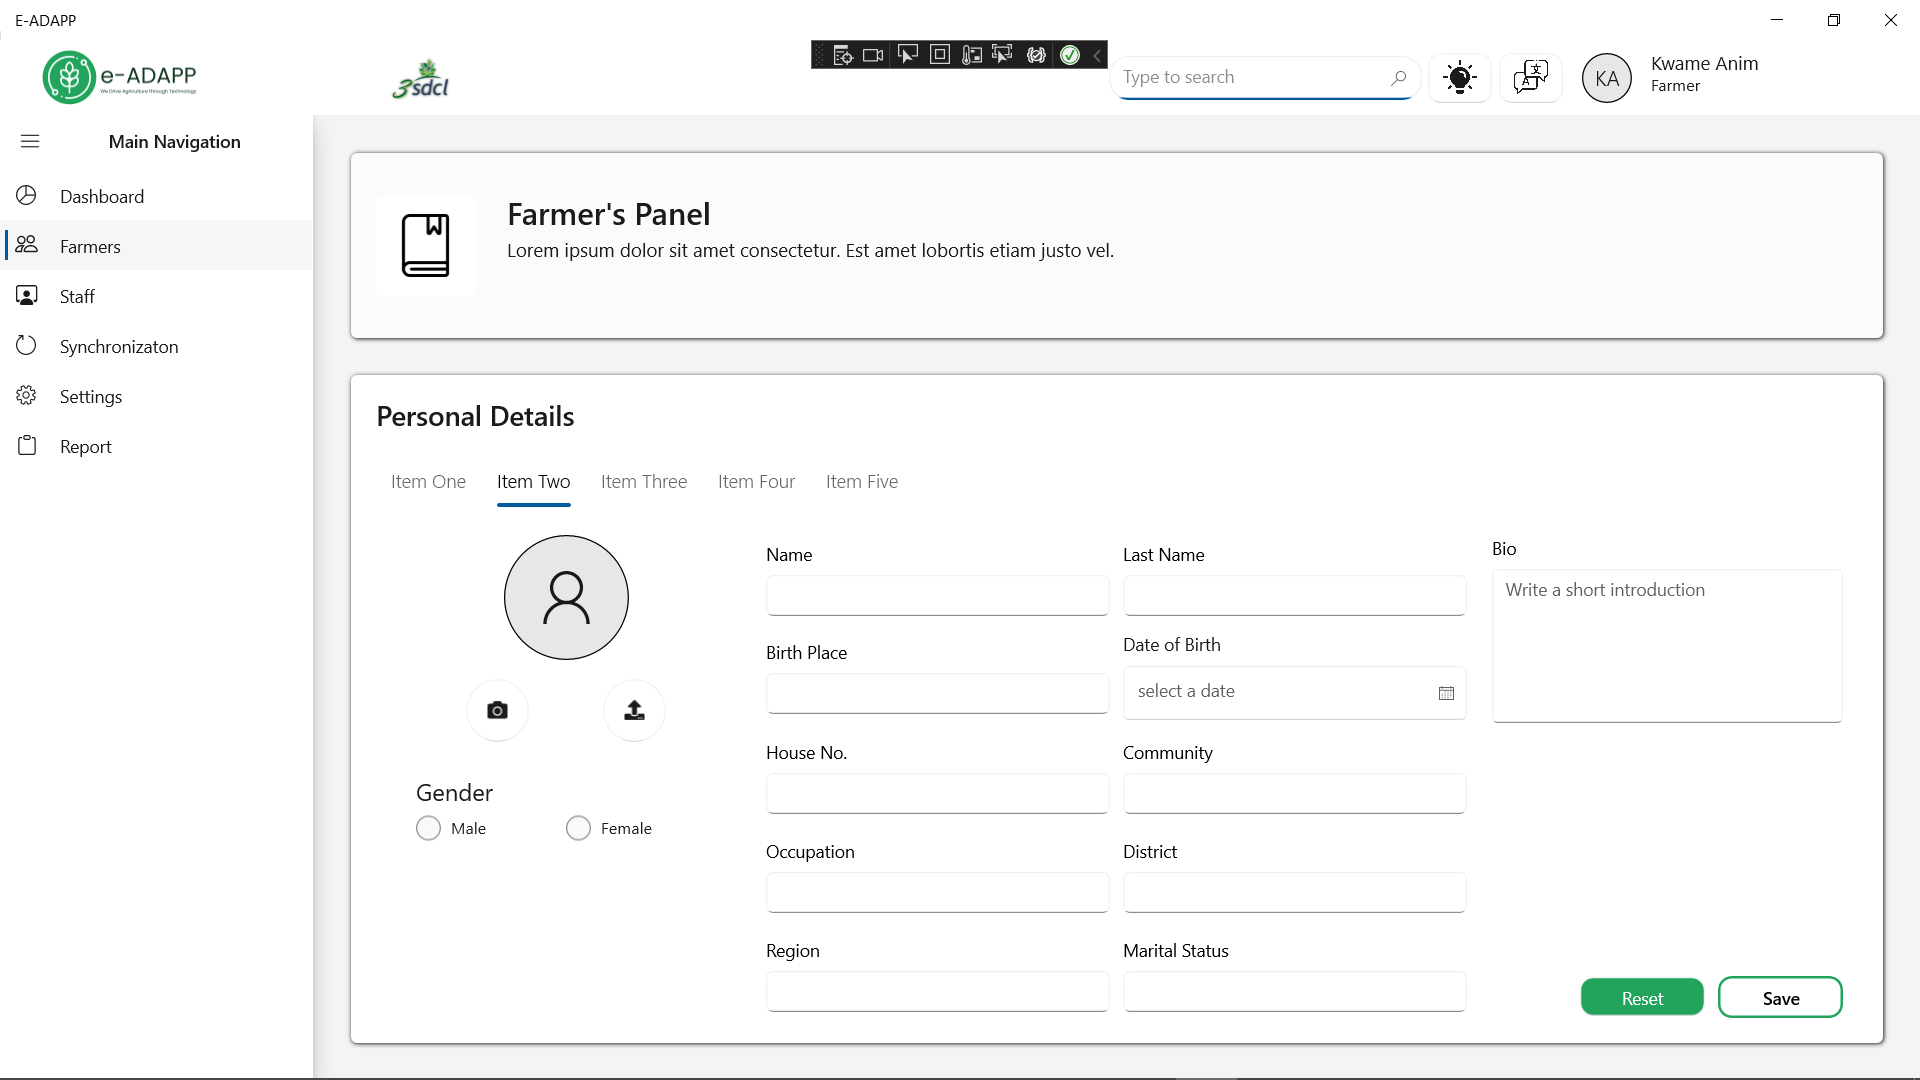 E-ADAPP
e-ADAPP
We Drive Agriculture through Technology
3sdcl
Type to search
A 文
KA
Kwame Anim
Farmer
Main Navigation
Dashboard
Farmers
Staff
Synchronizaton
Settings
Report
Farmer's Panel
Lorem ipsum dolor sit amet consectetur. Est amet lobortis etiam justo vel.
Personal Details
Item One Item Two Item Three Item Four Item Five
Gender
Male Female
Name
Last Name
Birth Place
Date of Birth
select a date
House No.
Community
Occupation
District
Region
Marital Status
Bio
Write a short introduction
Reset
Save